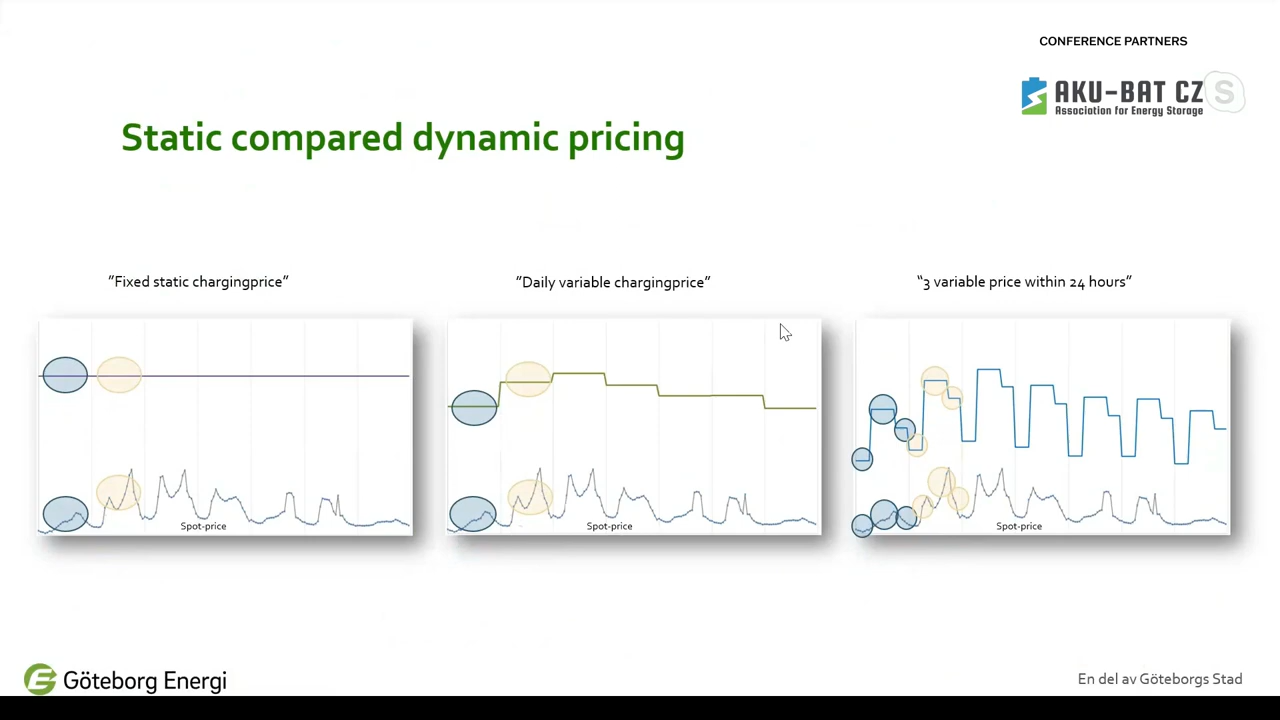 CONFERENCE PARTNERS
AKU-BAT CZ
Association for Energy Storage
S
Static compared dynamic pricing
”Fixed static chargingprice”
”Daily variable chargingprice”
“3 variable price within 24 hours”
Spot-price
Spot-price
Spot-price
Göteborg Energi
En del av Göteborgs Stad